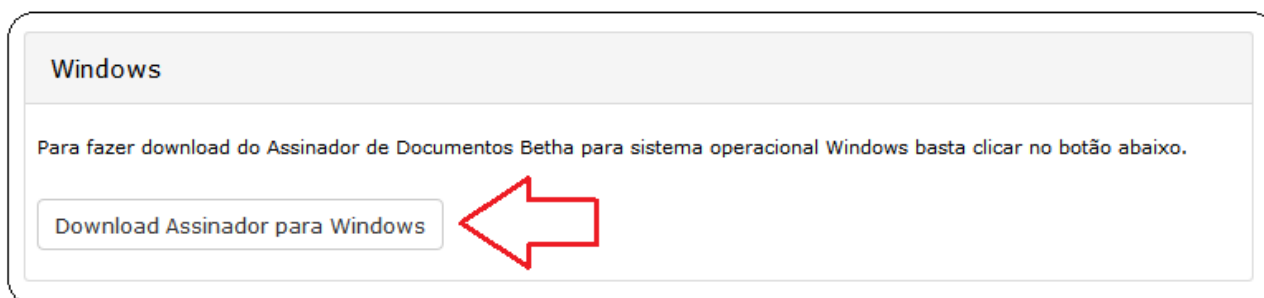 Windows
Para fazer download do Assinador de Documentos Betha para sistema operacional Windows basta clicar no botão abaixo.
Download Assinador para Windows